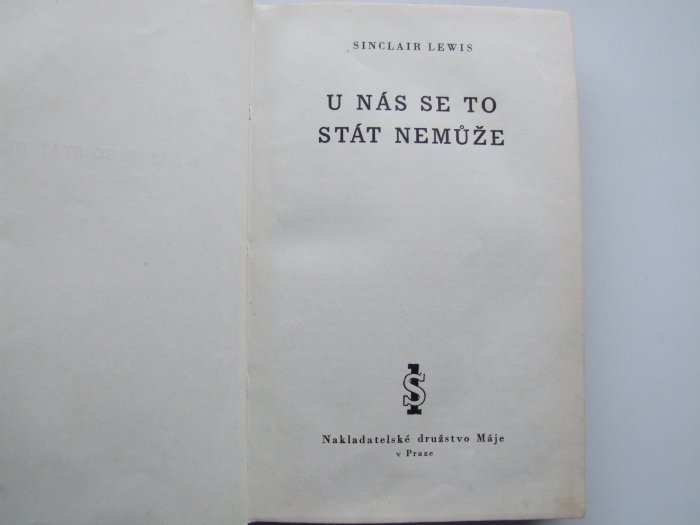 SINCLAIR LEWIS
U NÁS SE TO
STÁT NEMŮŽE
Nakladatelské družstvo Máje
v Praze